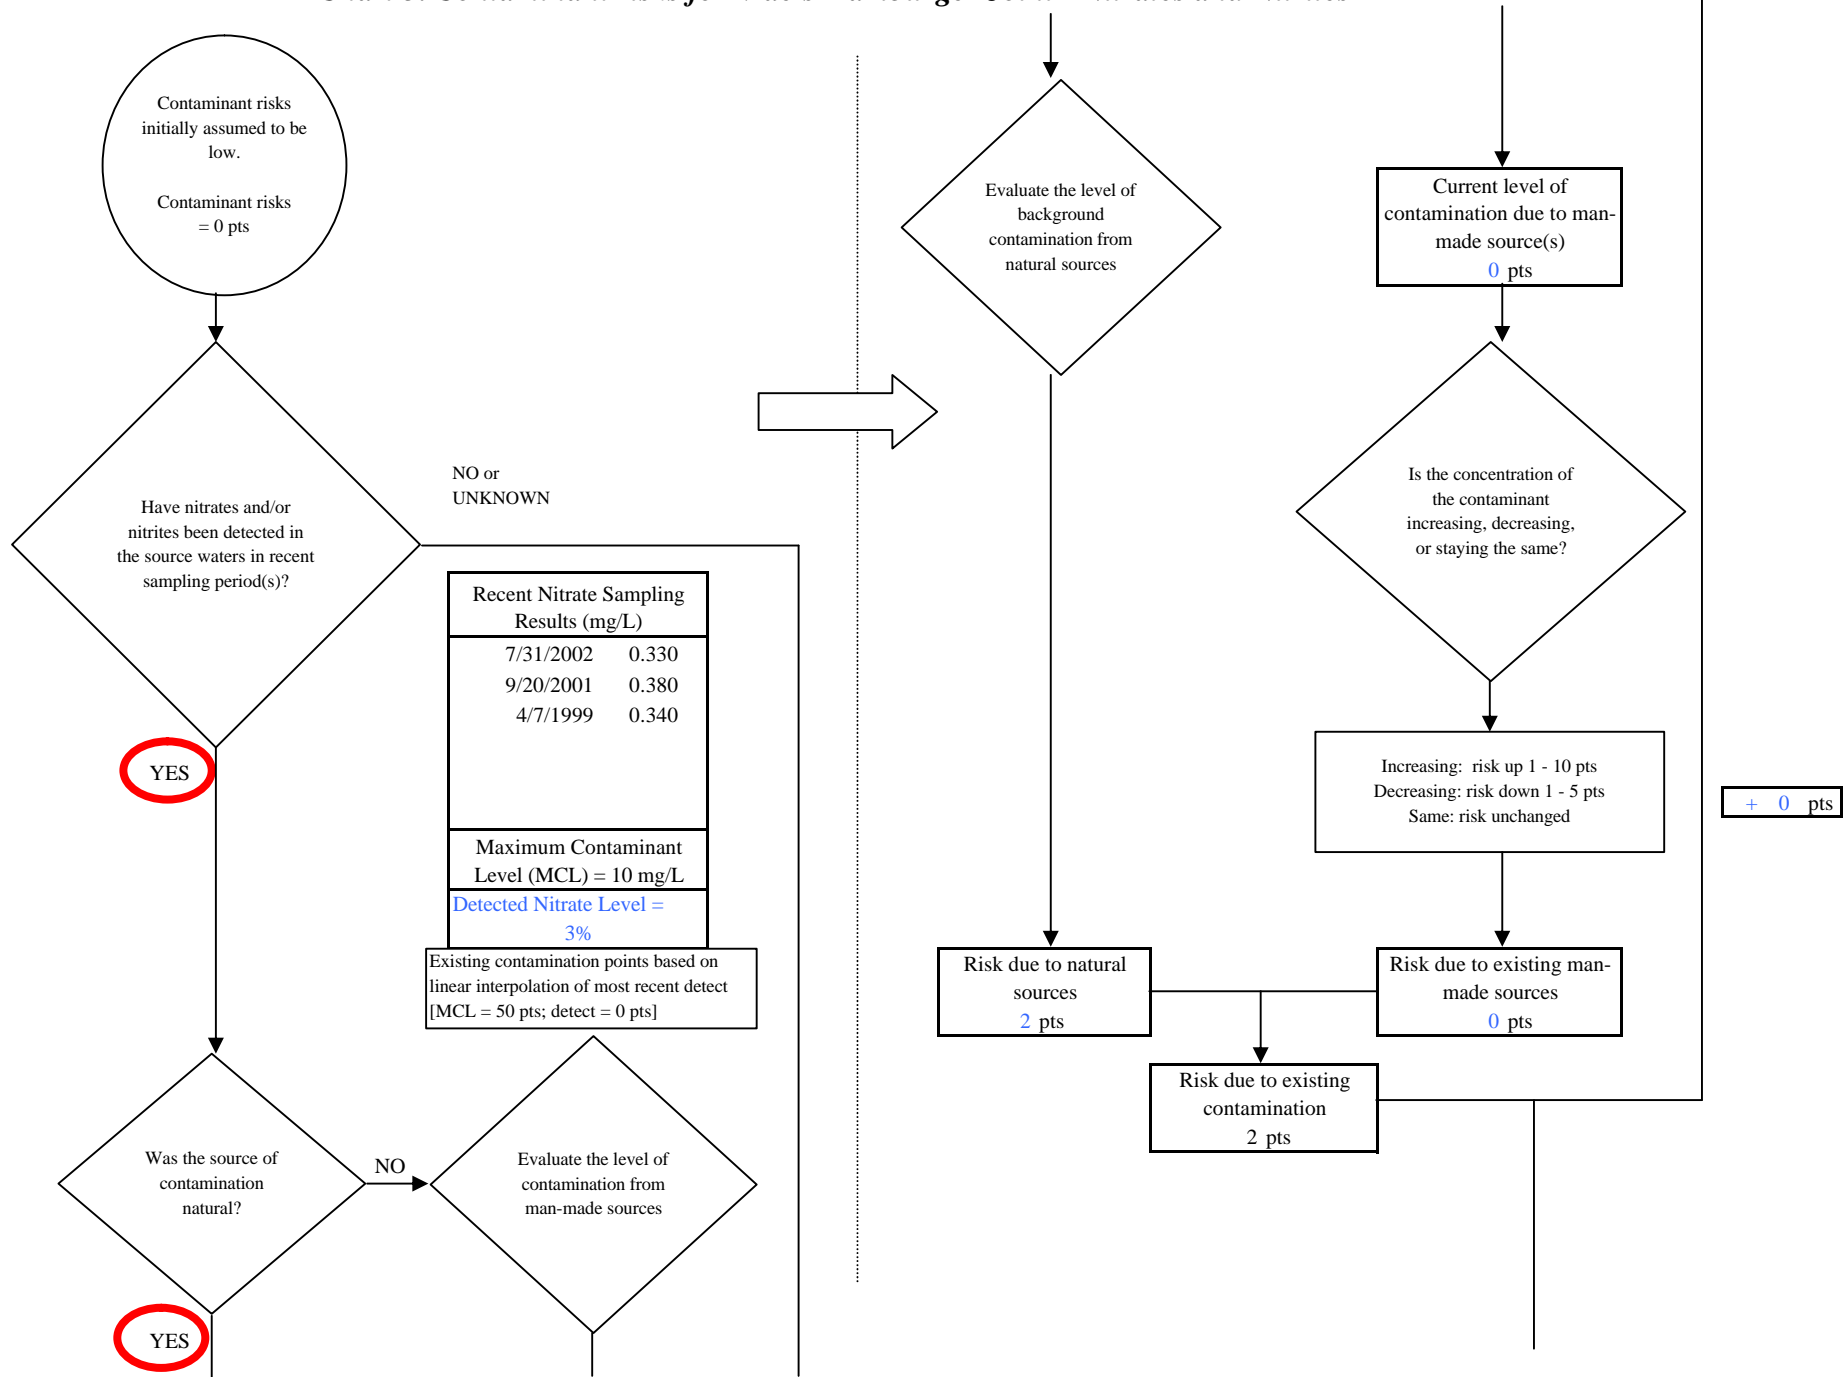 Contaminant risks
initially assumed to be
low.
Contaminant risks
= 0 pts
Have nitrates and/or
nitrites been detected in
the source waters in recent
sampling period(s)?
NO or
UNKNOWN
YES
Recent Nitrate Sampling
Results (mg/L)
7/31/2002 0.330
9/20/2001 0.380
4/7/1999 0.340
Maximum Contaminant
Level (MCL) = 10 mg/L
Detected Nitrate Level =
3%
Existing contamination points based on
linear interpolation of most recent detect
[MCL = 50 pts; detect = 0 pts]
Was the source of
contamination
natural?
NO
Evaluate the level of
contamination from
man-made sources
YES
Evaluate the level of
background
contamination from
natural sources
Current level of
contamination due to man-
made source(s)
0 pts
Is the concentration of
the contaminant
increasing, decreasing,
or staying the same?
Increasing: risk up 1 - 10 pts
Decreasing: risk down 1 - 5 pts
Same: risk unchanged
+ 0 pts
Risk due to natural
sources
2 pts
Risk due to existing man-
made sources
0 pts
Risk due to existing
contamination
2 pts